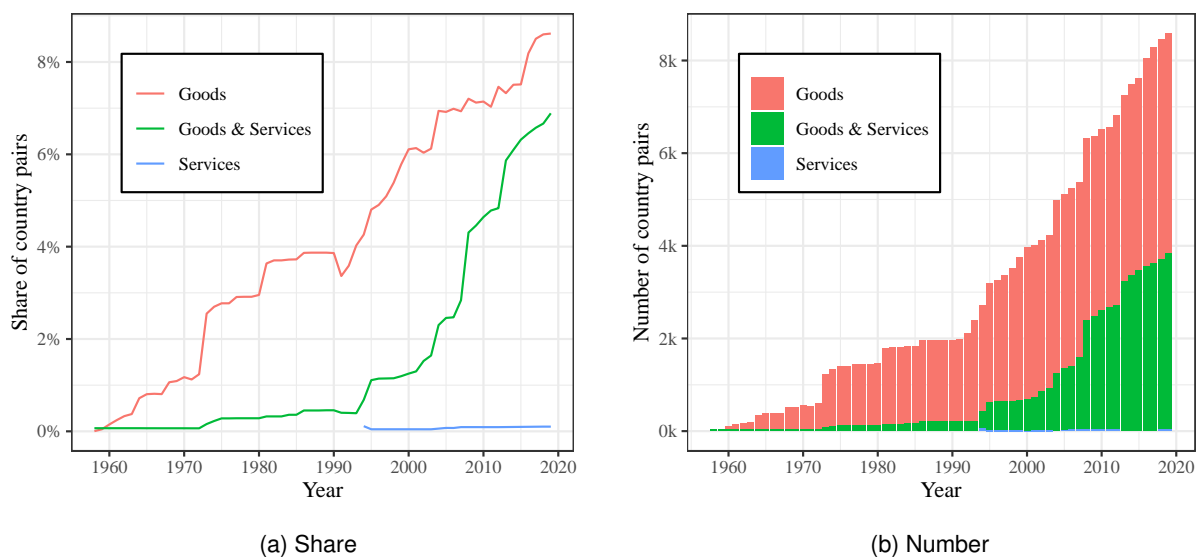 8%
6%
4%
2%
0%
Share of country pairs
Goods
Goods & Services
Services
1960 1970 1980 1990 2000 2010 2020
Year
(a) Share
8k
6k
4k
2k
0k
Number of country pairs
Goods
Goods & Services
Services
1960 1970 1980 1990 2000 2010 2020
Year
(b) Number